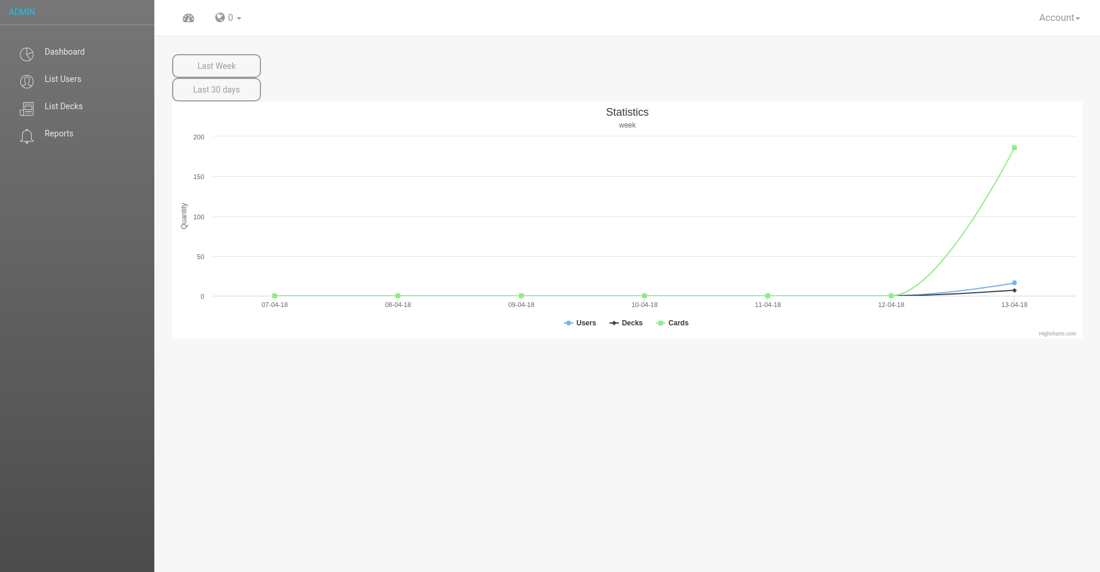 ADMIN
0
Account
Dashboard
List Users
List Decks
Reports
Last Week
Last 30 days
Statistics
week
Quantity
200
150
100
50
0
07-04-18
08-04-18
09-04-18
10-04-18
11-04-18
12-04-18
13-04-18
Users
Decks
Cards
Highcharts.com